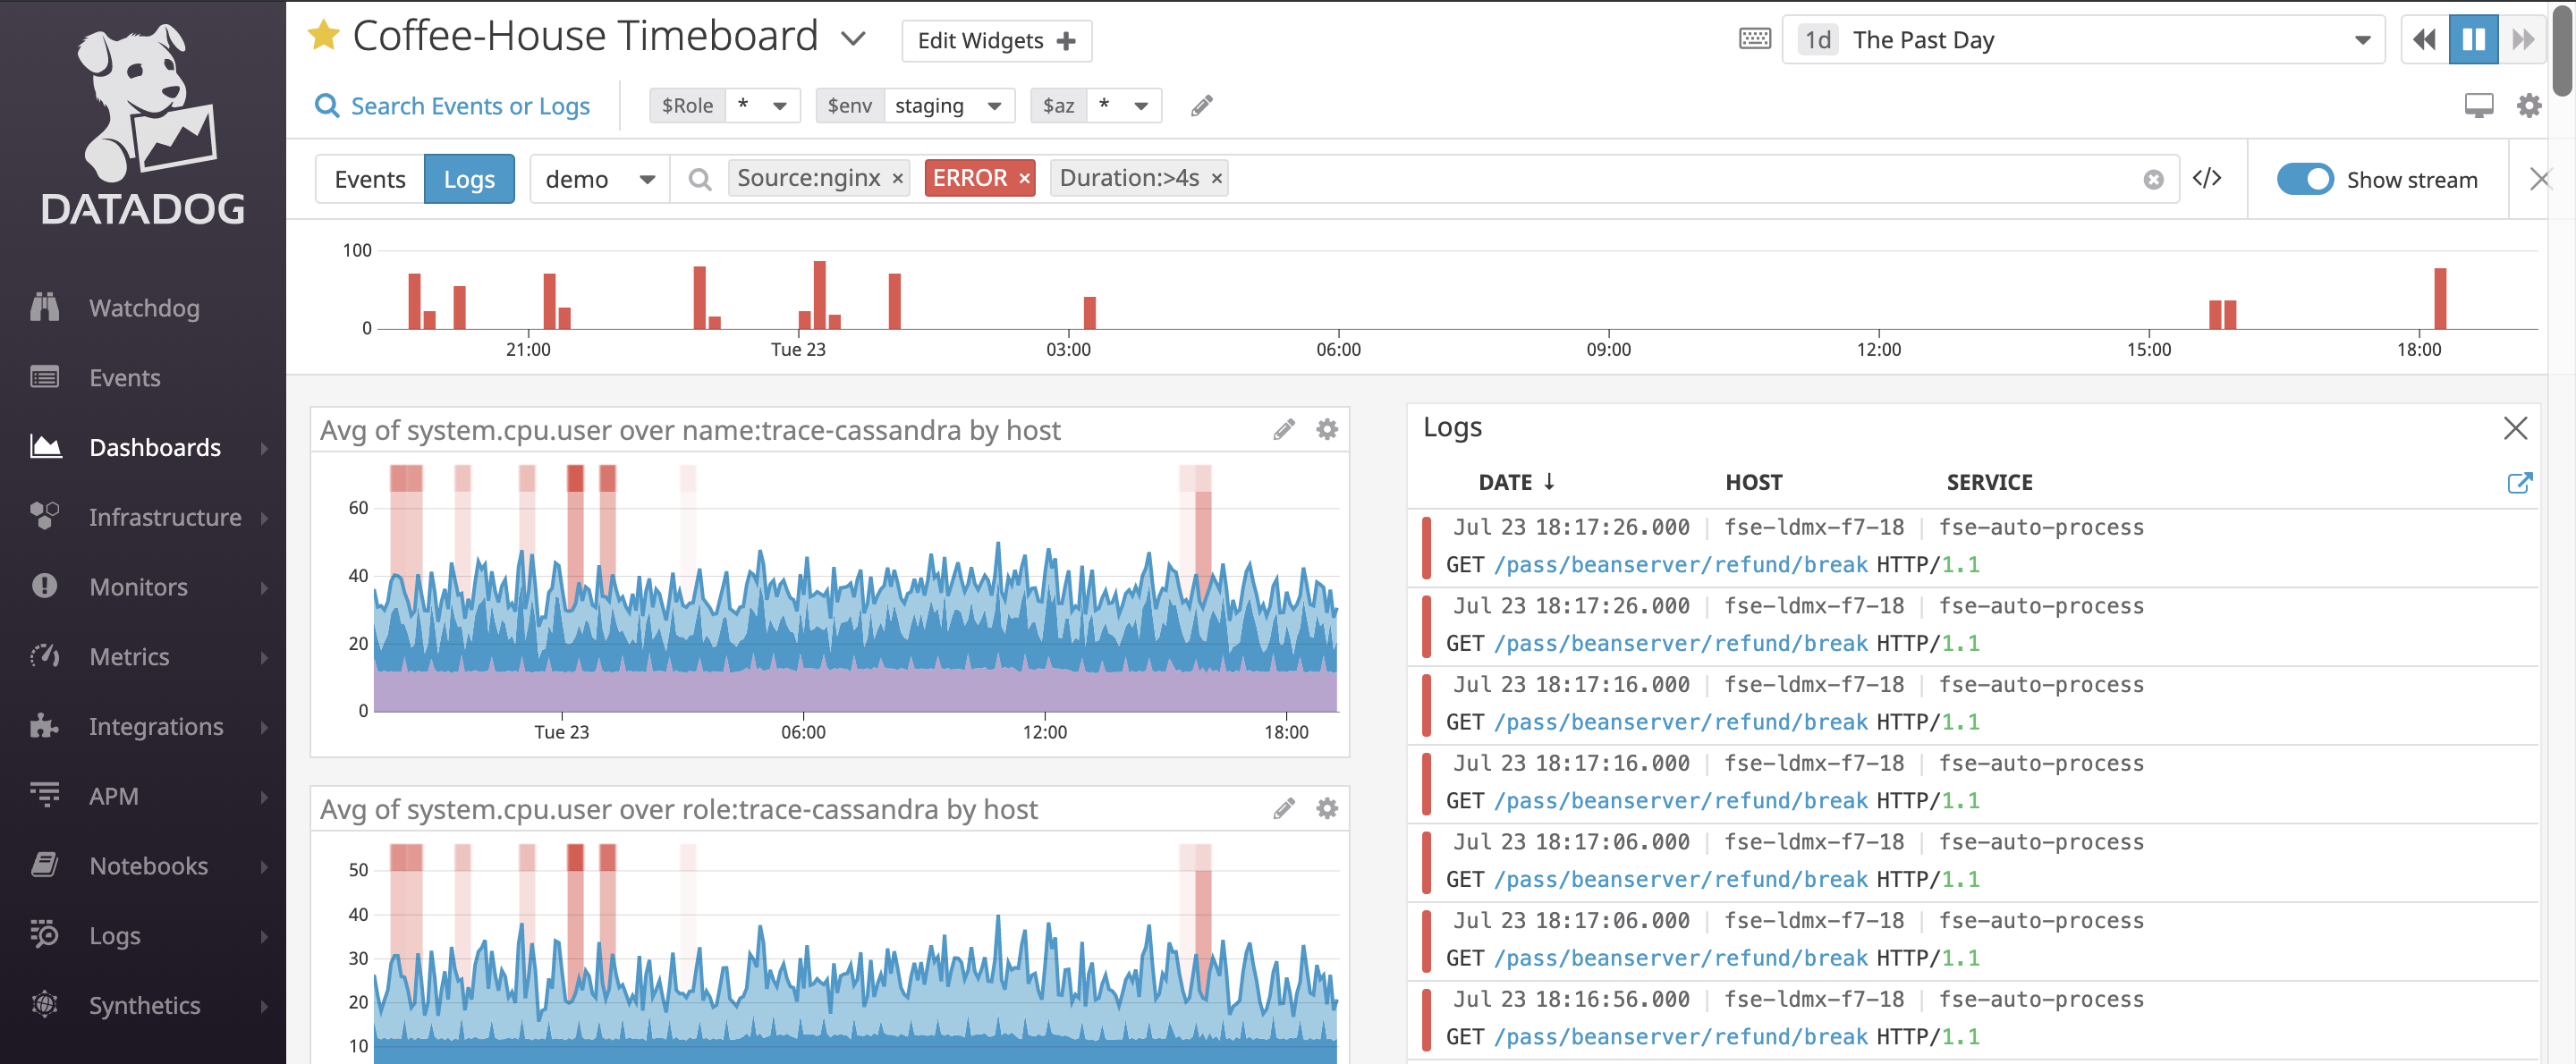 DATADOG
Watchdog
Events
Dashboards
Infrastructure
Monitors
Metrics
Integrations
APM
Notebooks
Logs
Synthetics
Coffee-House Timeboard
Edit Widgets +
1d The Past Day
Search Events or Logs
$Role *
$env staging
$az *
Events Logs demo Source:nginx × ERROR × Duration:>4s × </> Show stream
100
0
21:00 Tue 23 03:00 06:00 09:00 12:00 15:00 18:00
Avg of system.cpu.user over name:trace-cassandra by host
60
40
20
0
Tue 23 06:00 12:00 18:00
Avg of system.cpu.user over role:trace-cassandra by host
50
40
30
20
10
Logs
DATE ↓ HOST SERVICE
Jul 23 18:17:26.000 | fse-ldmx-f7-18 | fse-auto-process
GET /pass/beanserver/refund/break HTTP/1.1
Jul 23 18:17:26.000 | fse-ldmx-f7-18 | fse-auto-process
GET /pass/beanserver/refund/break HTTP/1.1
Jul 23 18:17:16.000 | fse-ldmx-f7-18 | fse-auto-process
GET /pass/beanserver/refund/break HTTP/1.1
Jul 23 18:17:16.000 | fse-ldmx-f7-18 | fse-auto-process
GET /pass/beanserver/refund/break HTTP/1.1
Jul 23 18:17:06.000 | fse-ldmx-f7-18 | fse-auto-process
GET /pass/beanserver/refund/break HTTP/1.1
Jul 23 18:17:06.000 | fse-ldmx-f7-18 | fse-auto-process
GET /pass/beanserver/refund/break HTTP/1.1
Jul 23 18:16:56.000 | fse-ldmx-f7-18 | fse-auto-process
GET /pass/beanserver/refund/break HTTP/1.1